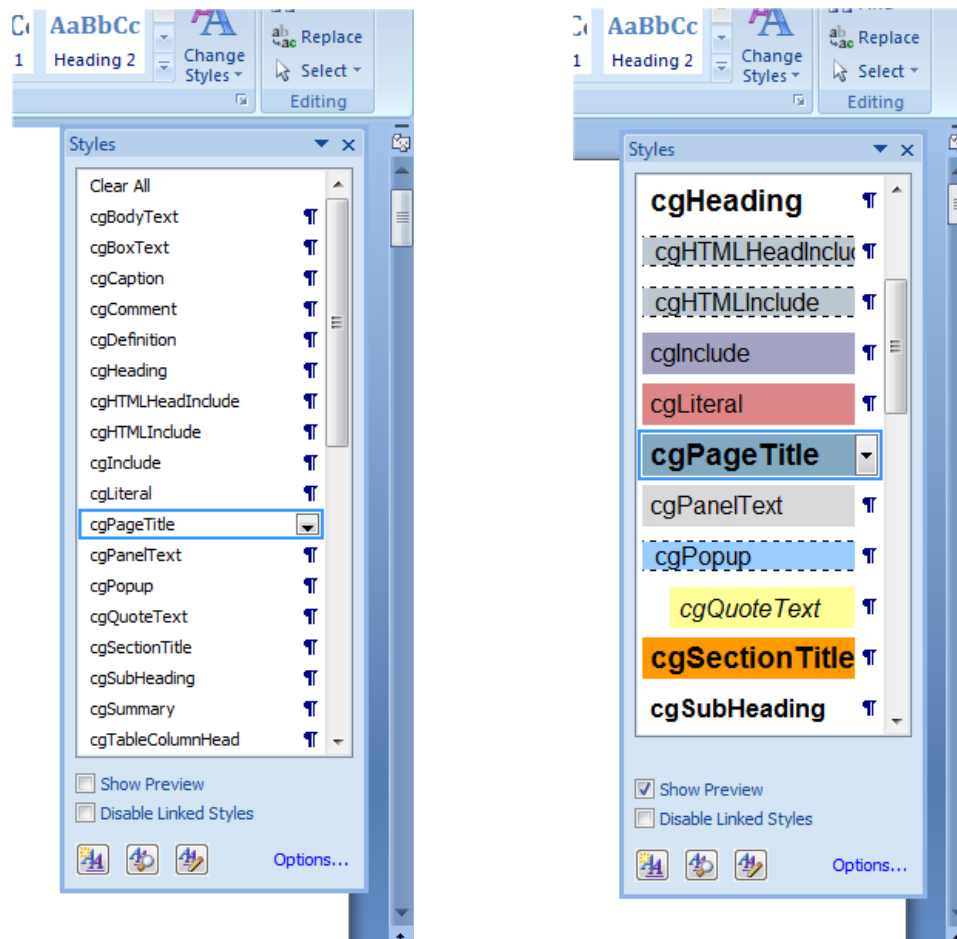 AaBbCc
Replace
1 Heading 2 Change Styles Select
Editing
Styles
Clear All
cgBodyText ¶
cgBoxText ¶
cgCaption ¶
cgComment ¶
cgDefinition ¶
cgHeading ¶
cgHTMLHeadInclude ¶
cgHTMLInclude ¶
cgInclude ¶
cgLiteral ¶
cgPageTitle
cgPanelText ¶
cgPopup ¶
cgQuoteText ¶
cgSectionTitle ¶
cgSubHeading ¶
cgSummary ¶
cgTableColumnHead ¶
Show Preview
Disable Linked Styles
Options...
AaBbCc
Replace
1 Heading 2 Change Styles Select
Editing
Styles
cgHeading ¶
cgHTMLHeadInclu ¶
cgHTMLInclude ¶
cgInclude ¶
cgLiteral ¶
cgPageTitle
cgPanelText ¶
cgPopup ¶
cgQuoteText ¶
cgSectionTitle ¶
cgSubHeading ¶
Show Preview
Disable Linked Styles
Options...